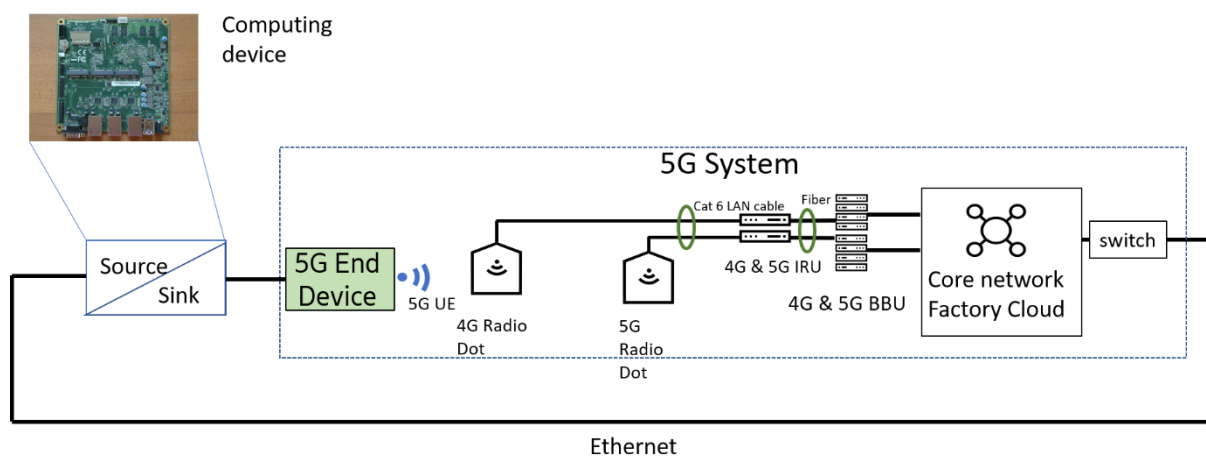 Computing
device
5G System
Cat 6 LAN cable
Fiber
Source
Sink
5G End
Device
5G UE
4G Radio
Dot
5G
Radio
Dot
4G & 5G IRU
4G & 5G BBU
Core network
Factory Cloud
switch
Ethernet